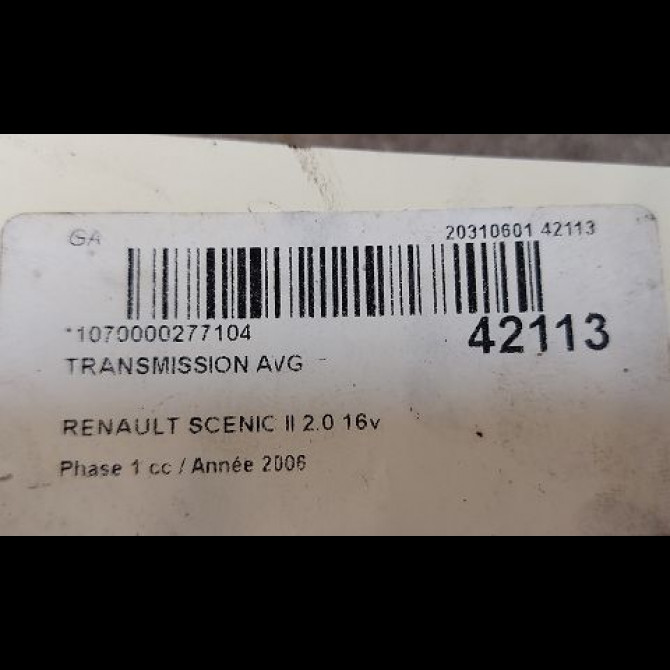 GA 20310601 42113
*1070000277104 42113
TRANSMISSION AVG
RENAULT SCENIC II 2.0 16v
Phase 1 cc / Année 2006